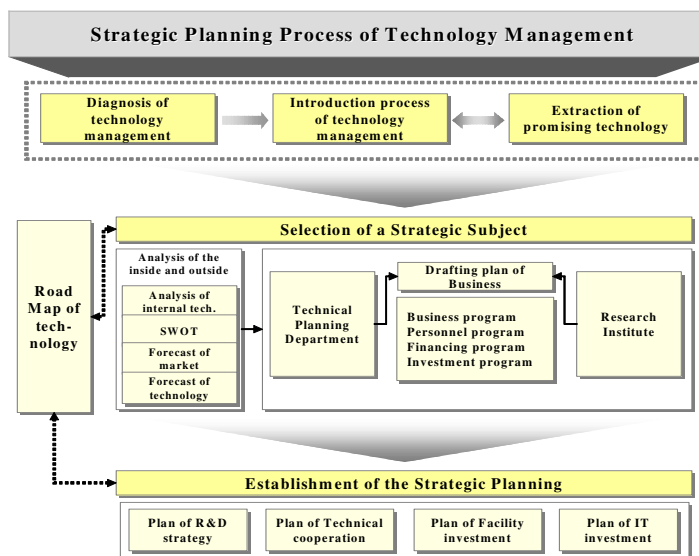 Strategic Planning Process of Technology Management
Diagnosis of
technology
management
Introduction process
of technology
management
Extraction of
promising technology
Selection of a Strategic Subject
Road
Map of
tech-
nology
Analysis of the
inside and outside
Analysis of
internal tech.
SWOT
Forecast of
market
Forecast of
technology
Technical
Planning
Department
Drafting plan of
Business
Business program
Personnel program
Financing program
Investment program
Research
Institute
Establishment of the Strategic Planning
Plan of R&D
strategy
Plan of Technical
cooperation
Plan of Facility
investment
Plan of IT
investment